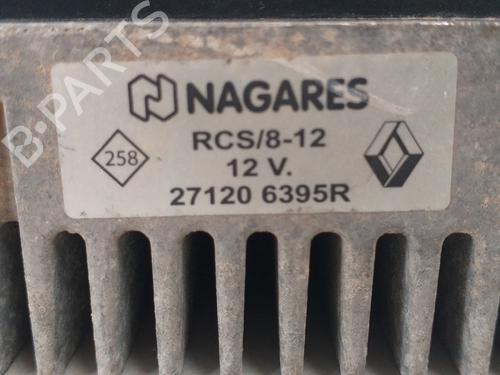 NAGARES
RCS/8-12
258
12 V.
27120 6395R
B-PARTS